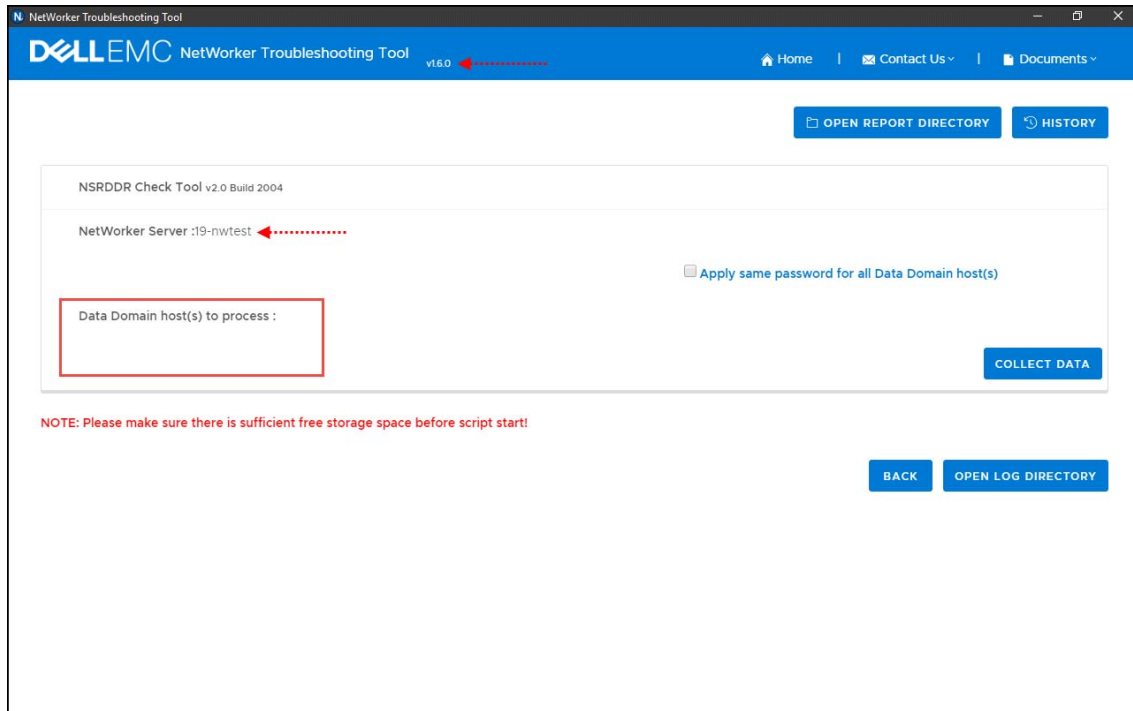 NetWorker Troubleshooting Tool
DELLEMC NetWorker Troubleshooting Tool v1.6.0
Home | Contact Us | Documents
OPEN REPORT DIRECTORY HISTORY
NSRDDR Check Tool v2.0 Build 2004
NetWorker Server :19-nwtest
Apply same password for all Data Domain host(s)
Data Domain host(s) to process :
COLLECT DATA
NOTE: Please make sure there is sufficient free storage space before script start!
BACK OPEN LOG DIRECTORY